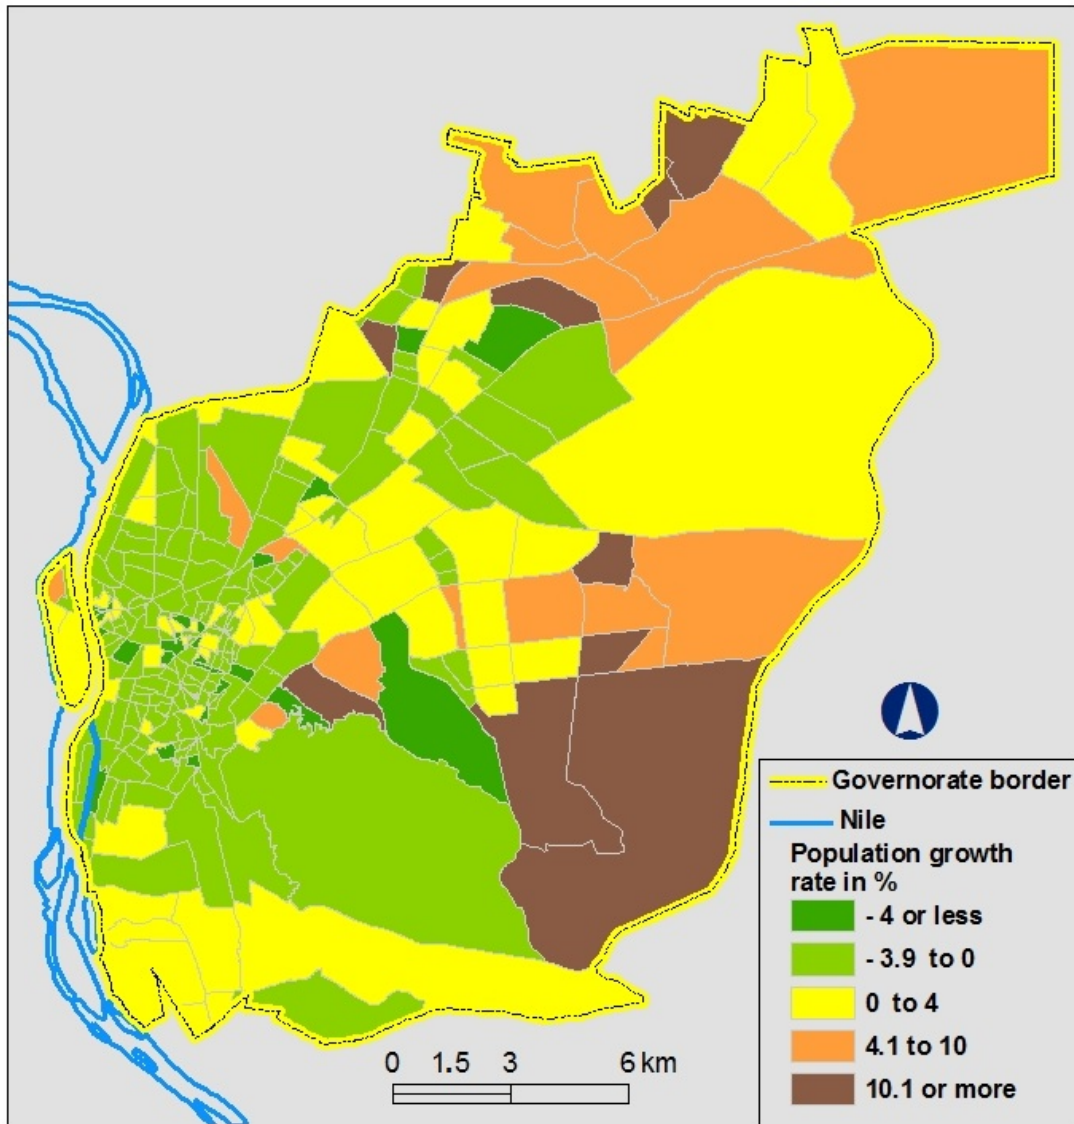 Governorate border
Nile
Population growth
rate in %
- 4 or less
- 3.9 to 0
0 to 4
4.1 to 10
10.1 or more
0 1.5 3 6 km